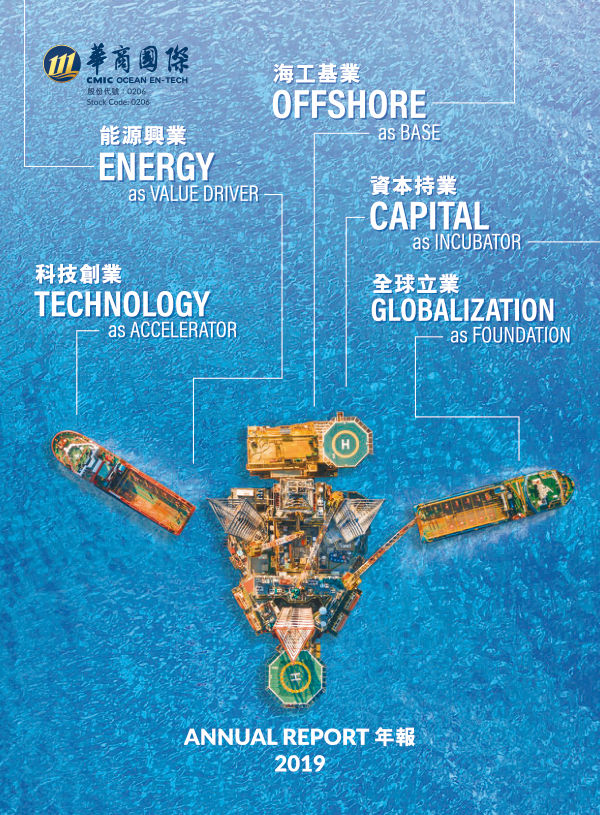 華商國際
CMIC OCEAN EN-TECH
股份代號：0206
Stock Code: 0206
海工基業
OFFSHORE
as BASE
能源興業
ENERGY
as VALUE DRIVER
資本持業
CAPITAL
as INCUBATOR
科技創業
TECHNOLOGY
as ACCELERATOR
全球立業
GLOBALIZATION
as FOUNDATION
H
H
ANNUAL REPORT 年報
2019